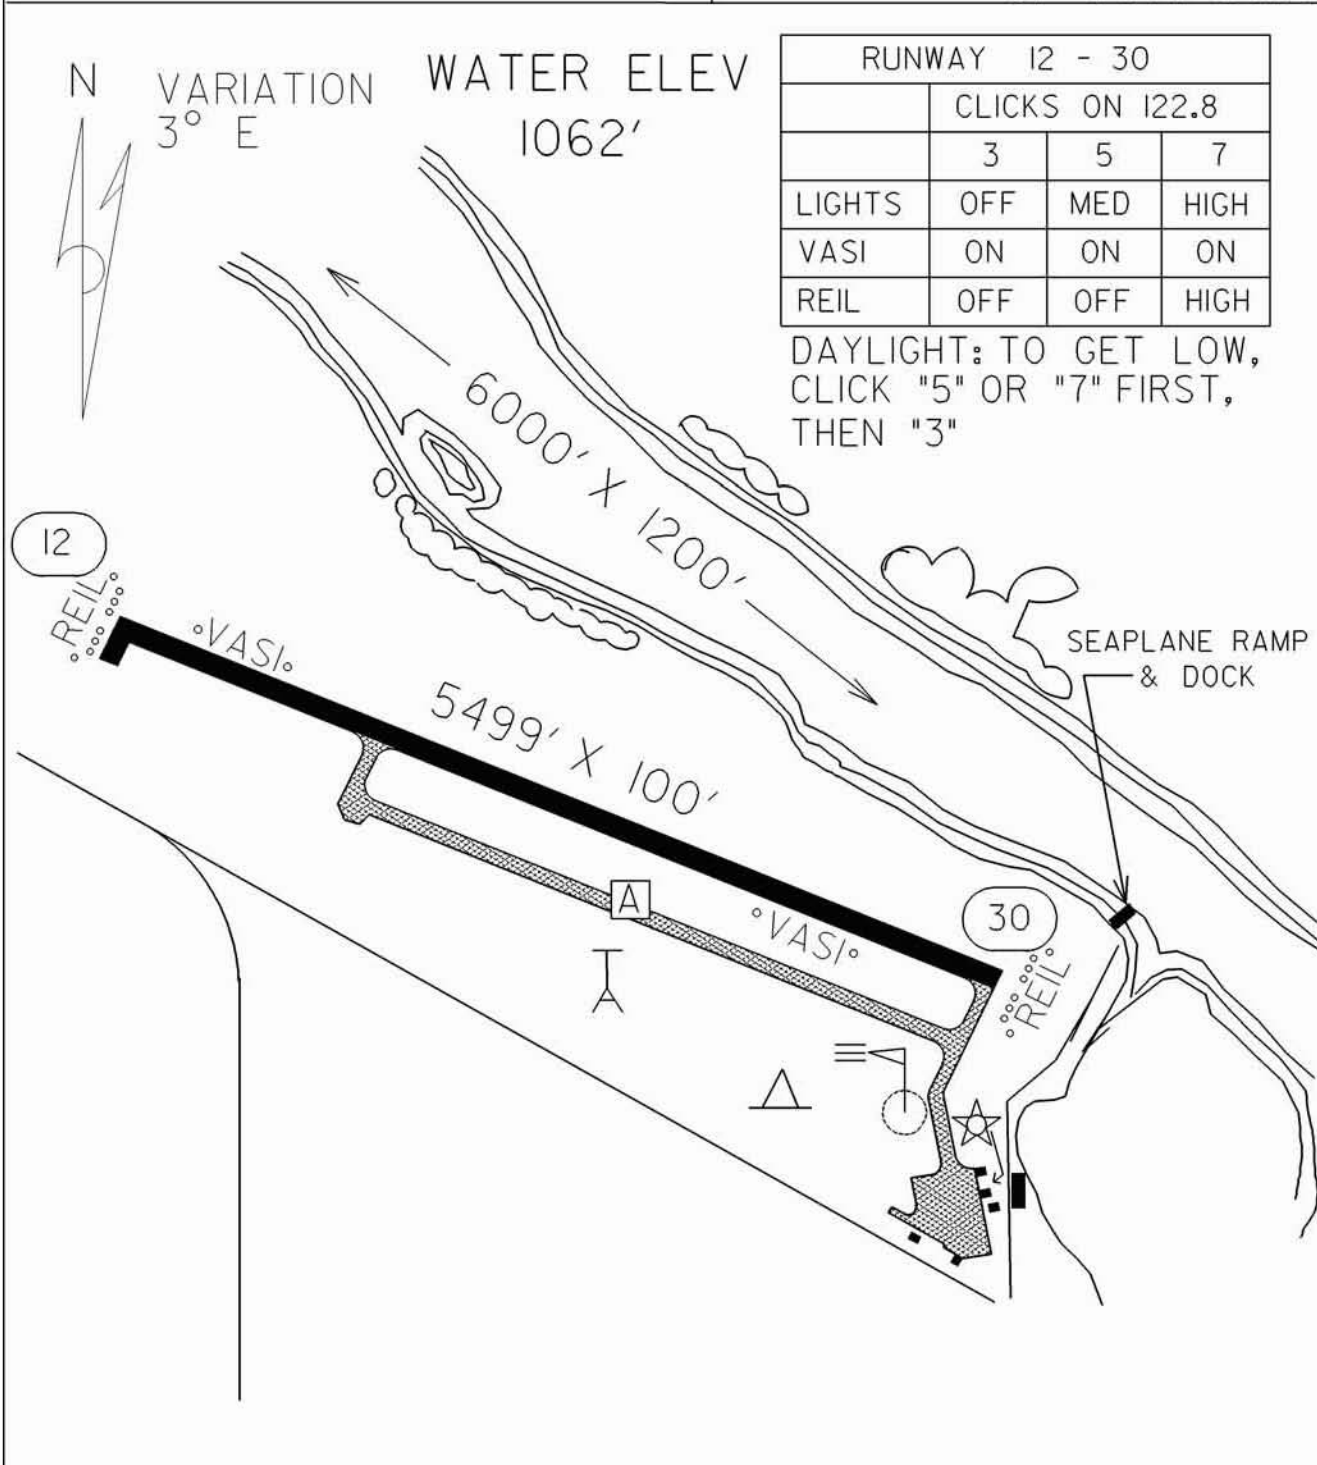 N
VARIATION
3° E
WATER ELEV
1062'
RUNWAY 12 - 30
CLICKS ON 122.8
3 5 7
LIGHTS OFF MED HIGH
VASI ON ON ON
REIL OFF OFF HIGH
DAYLIGHT: TO GET LOW,
CLICK "5" OR "7" FIRST,
THEN "3"
6000' X 1200'
12
REIL
VASI
SEAPLANE RAMP
& DOCK
5499' X 100'
A
VASI
30
REIL